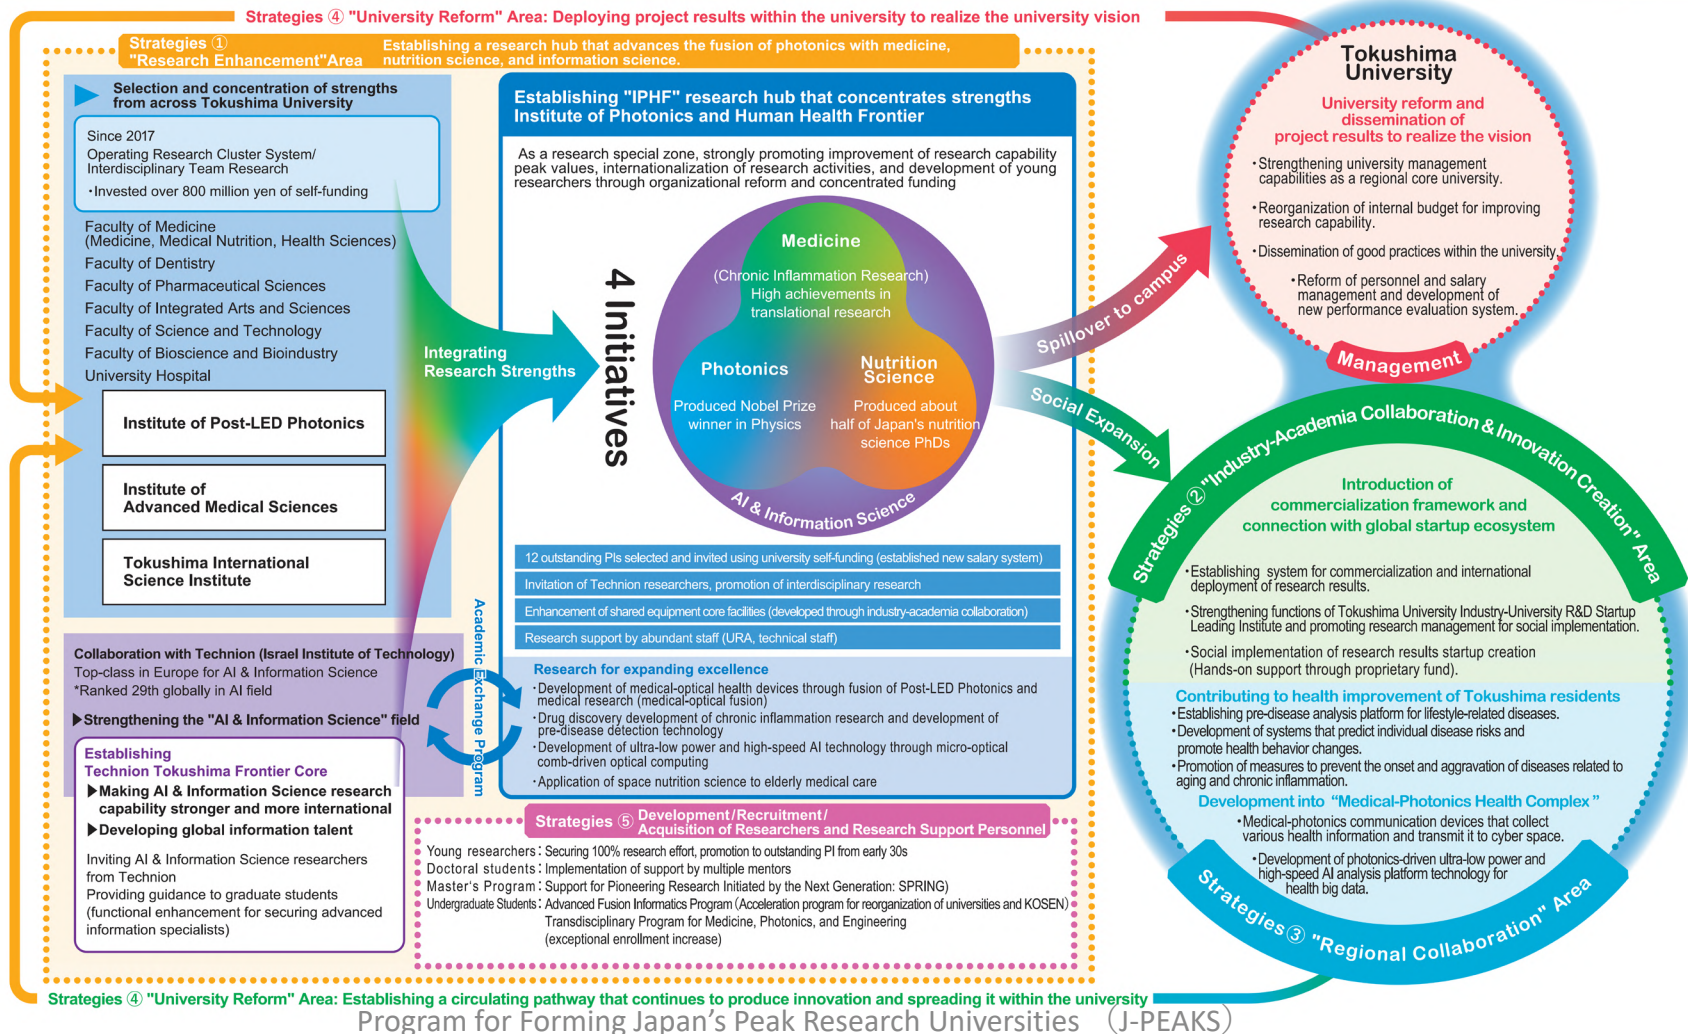 Strategies ④ "University Reform" Area: Deploying project results within the university to realize the university vision
Strategies ①
"Research Enhancement"Area
Establishing a research hub that advances the fusion of photonics with medicine,
nutrition science, and information science.
Selection and concentration of strengths
from across Tokushima University
Since 2017
Operating Research Cluster System/
Interdisciplinary Team Research
・Invested over 800 million yen of self-funding
Faculty of Medicine
(Medicine, Medical Nutrition, Health Sciences)
Faculty of Dentistry
Faculty of Pharmaceutical Sciences
Faculty of Integrated Arts and Sciences
Faculty of Science and Technology
Faculty of Bioscience and Bioindustry
University Hospital
Institute of Post-LED Photonics
Institute of
Advanced Medical Sciences
Tokushima International
Science Institute
Integrating
Research Strengths
Collaboration with Technion (Israel Institute of Technology)
Top-class in Europe for AI & Information Science
*Ranked 29th globally in AI field
▶Strengthening the "AI & Information Science" field
Establishing
Technion Tokushima Frontier Core
▶Making AI & Information Science research
capability stronger and more international
▶Developing global information talent
Inviting AI & Information Science researchers
from Technion
Providing guidance to graduate students
(functional enhancement for securing advanced
information specialists)
Academic Exchange Program
Establishing "IPHF" research hub that concentrates strengths
Institute of Photonics and Human Health Frontier
As a research special zone, strongly promoting improvement of research capability
peak values, internationalization of research activities, and development of young
researchers through organizational reform and concentrated funding
4 Initiatives
Medicine
(Chronic Inflammation Research)
High achievements in
translational research
Photonics
Produced Nobel Prize
winner in Physics
Nutrition
Science
Produced about
half of Japan's nutrition
science PhDs
AI & Information Science
12 outstanding PIs selected and invited using university self-funding (established new salary system)
Invitation of Technion researchers, promotion of interdisciplinary research
Enhancement of shared equipment core facilities (developed through industry-academia collaboration)
Research support by abundant staff (URA, technical staff)
Research for expanding excellence
・Development of medical-optical health devices through fusion of Post-LED Photonics and
medical research (medical-optical fusion)
・Drug discovery development of chronic inflammation research and development of
pre-disease detection technology
・Development of ultra-low power and high-speed AI technology through micro-optical
comb-driven optical computing
・Application of space nutrition science to elderly medical care
Strategies ⑤ Development/Recruitment/
Acquisition of Researchers and Research Support Personnel
Young researchers: Securing 100% research effort, promotion to outstanding PI from early 30s
Doctoral students: Implementation of support by multiple mentors
Master's Program: Support for Pioneering Research Initiated by the Next Generation: SPRING)
Undergraduate Students: Advanced Fusion Informatics Program (Acceleration program for reorganization of universities and KOSEN)
Transdisciplinary Program for Medicine, Photonics, and Engineering
(exceptional enrollment increase)
Spillover to campus
Social Expansion
Tokushima
University
University reform and
dissemination of
project results to realize the vision
・Strengthening university management
capabilities as a regional core university.
・Reorganization of internal budget for improving
research capability.
・Dissemination of good practices within the university.
・Reform of personnel and salary
management and development of
new performance evaluation system.
Management
Strategies ② "Industry-Academia Collaboration & Innovation Creation" Area
Introduction of
commercialization framework and
connection with global startup ecosystem
・Establishing system for commercialization and international
deployment of research results.
・Strengthening functions of Tokushima University Industry-University R&D Startup
Leading Institute and promoting research management for social implementation.
・Social implementation of research results startup creation
(Hands-on support through proprietary fund).
Contributing to health improvement of Tokushima residents
・Establishing pre-disease analysis platform for lifestyle-related diseases.
・Development of systems that predict individual disease risks and
promote health behavior changes.
・Promotion of measures to prevent the onset and aggravation of diseases related to
aging and chronic inflammation.
Development into “Medical-Photonics Health Complex”
・Medical-photonics communication devices that collect
various health information and transmit it to cyber space.
・Development of photonics-driven ultra-low power and
high-speed AI analysis platform technology for
health big data.
Strategies ③ "Regional Collaboration" Area
Strategies ④ "University Reform" Area: Establishing a circulating pathway that continues to produce innovation and spreading it within the university
Program for Forming Japan’s Peak Research Universities （J-PEAKS）